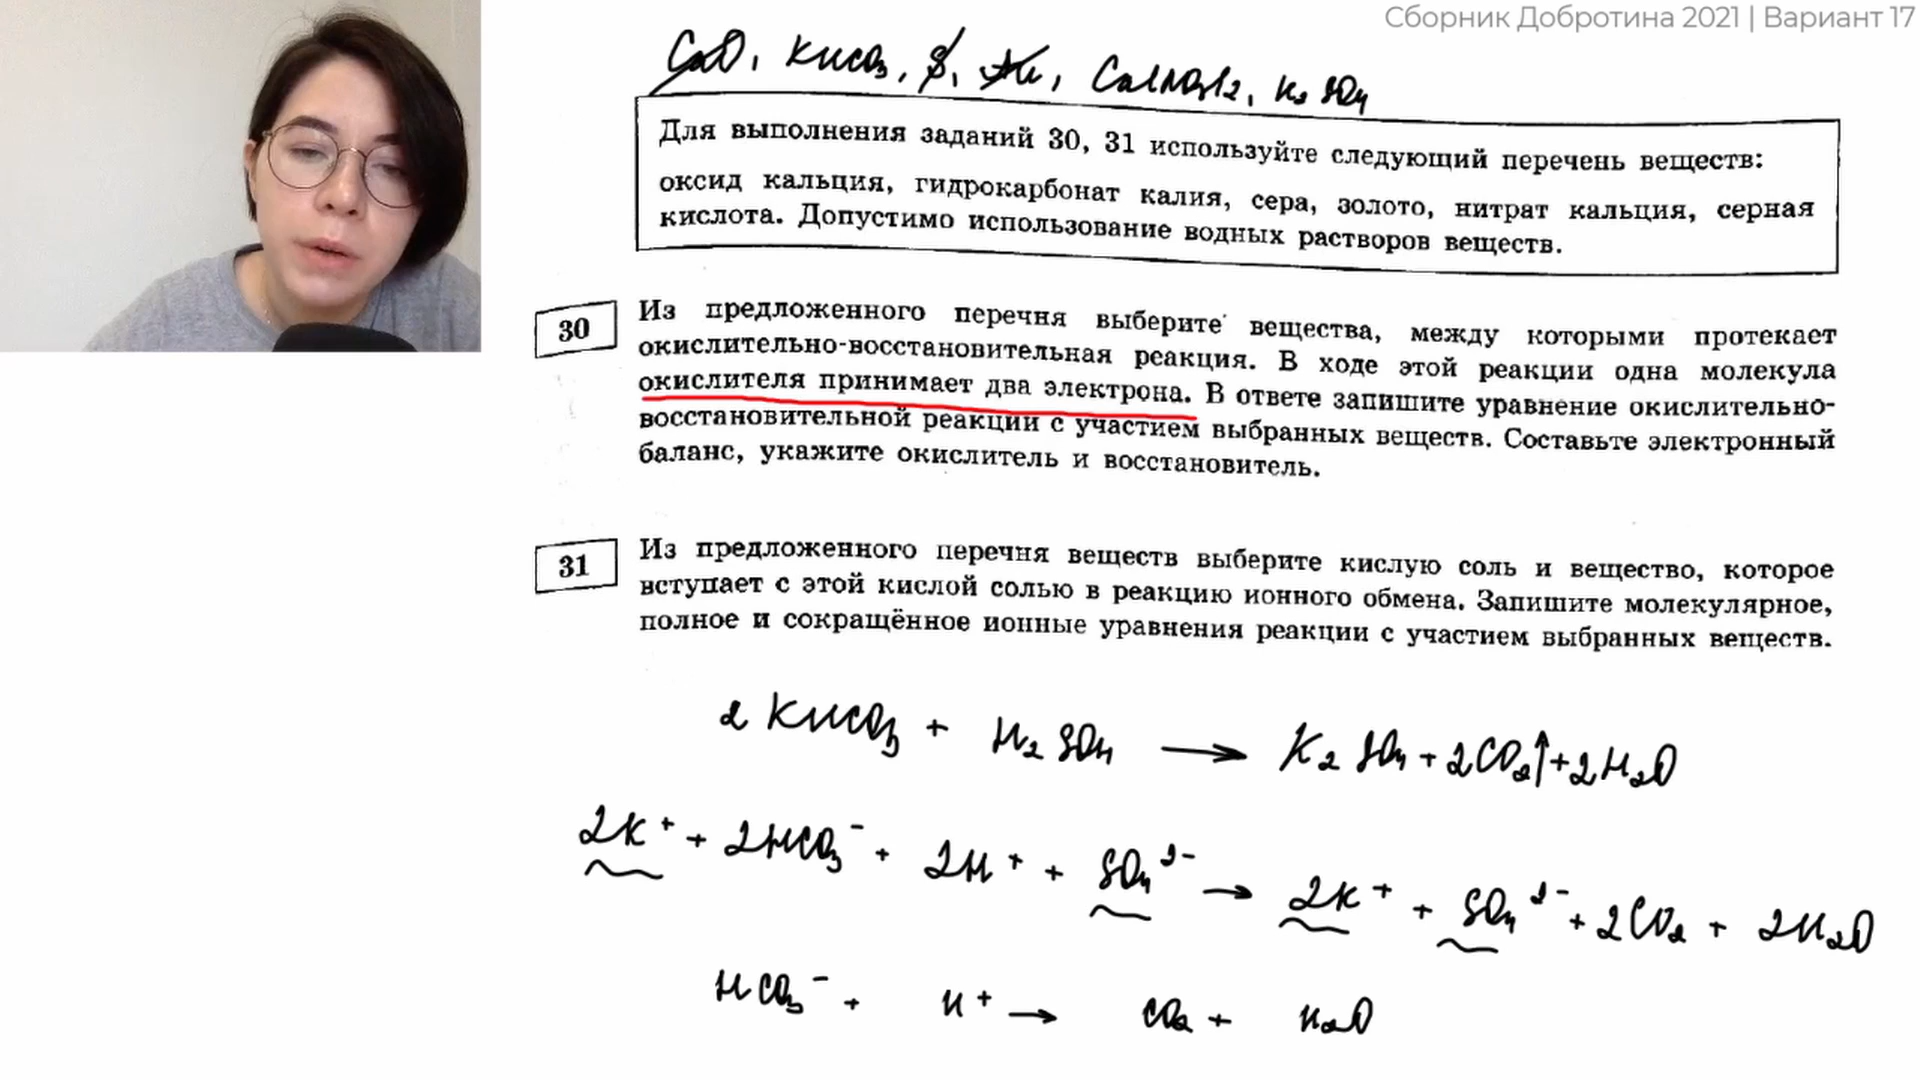 Сборник Добротина 2021 | Вариант 17
CaO, KHCO3, S, Au, Ca(NO3)2, H2SO4
Для выполнения заданий 30, 31 используйте следующий перечень веществ:
оксид кальция, гидрокарбонат калия, сера, золото, нитрат кальция, серная
кислота. Допустимо использование водных растворов веществ.
30
Из предложенного перечня выберите вещества, между которыми протекает
окислительно-восстановительная реакция. В ходе этой реакции одна молекула
окислителя принимает два электрона. В ответе запишите уравнение окислительно-
восстановительной реакции с участием выбранных веществ. Составьте электронный
баланс, укажите окислитель и восстановитель.
31
Из предложенного перечня веществ выберите кислую соль и вещество, которое
вступает с этой кислой солью в реакцию ионного обмена. Запишите молекулярное,
полное и сокращённое ионные уравнения реакции с участием выбранных веществ.
2 KHCO3 + H2SO4 → K2SO4 + 2CO2↑ + 2H2O
2K⁺ + 2HCO3⁻ + 2H⁺ + SO4²⁻ → 2K⁺ + SO4²⁻ + 2CO2 + 2H2O
HCO3⁻ + H⁺ → CO2 + H2O